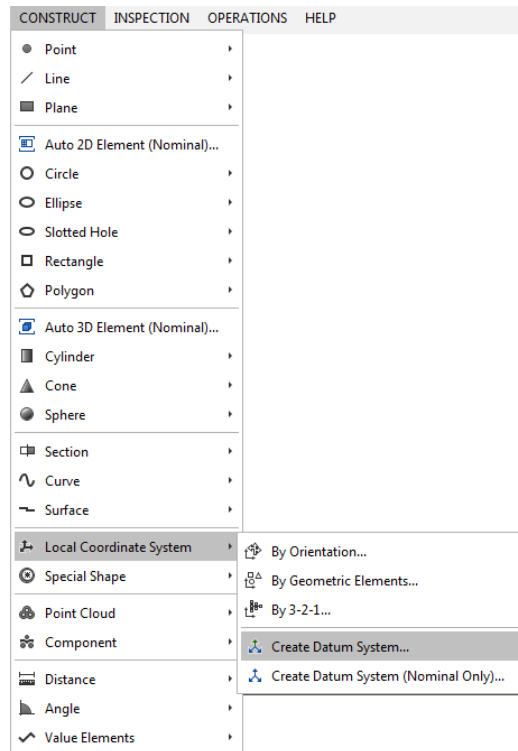 CONSTRUCT INSPECTION OPERATIONS HELP
Point
Line
Plane
Auto 2D Element (Nominal)...
Circle
Ellipse
Slotted Hole
Rectangle
Polygon
Auto 3D Element (Nominal)...
Cylinder
Cone
Sphere
Section
Curve
Surface
Local Coordinate System
Special Shape
Point Cloud
Component
Distance
Angle
Value Elements
By Orientation...
By Geometric Elements...
By 3-2-1...
Create Datum System...
Create Datum System (Nominal Only)...